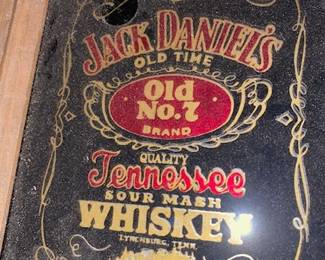 JACK DANIEL'S
OLD TIME
Old
No. 7
BRAND
QUALITY
Tennessee
SOUR MASH
WHISKEY
LYNCHBURG, TENN.